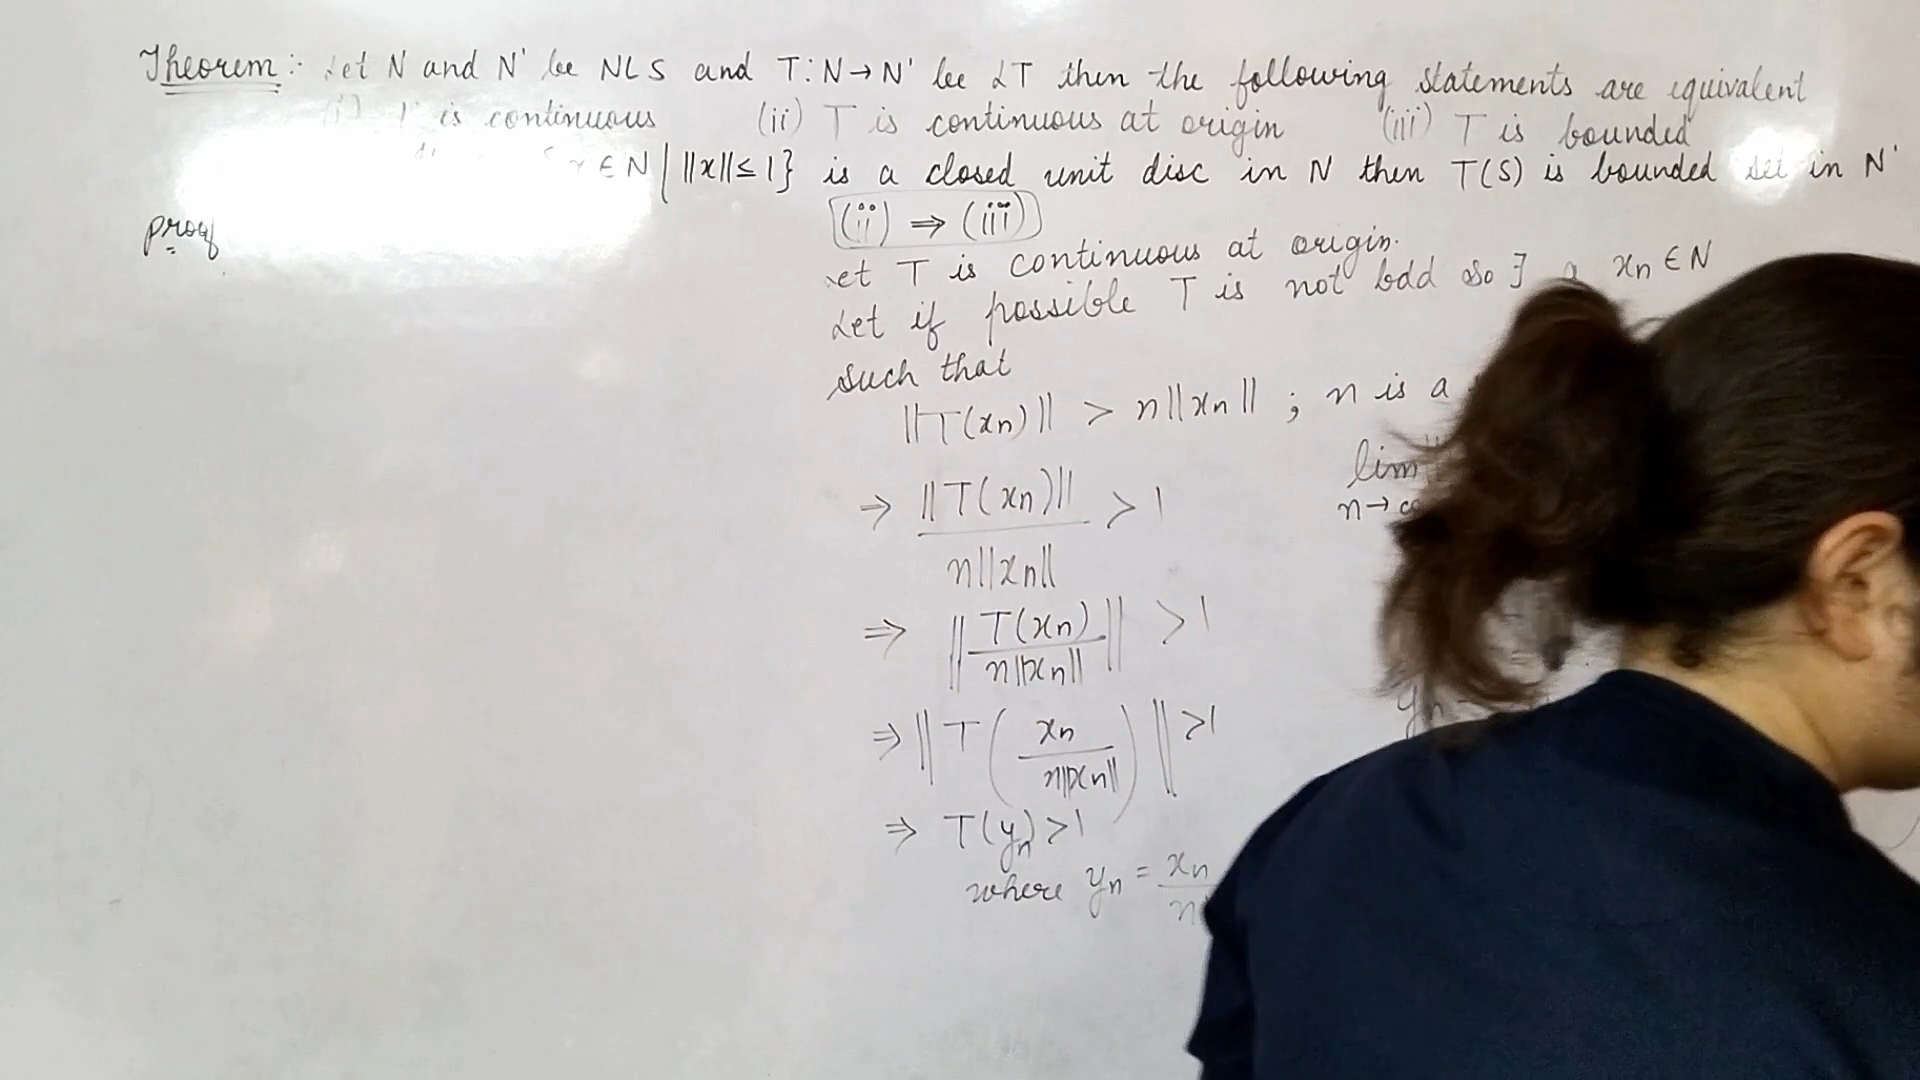 Theorem :- Let N and N' be NLS and T : N → N' be LT then the following statements are equivalent
is continuous (ii) T is continuous at origin (iii) T is bounded
∈ N | ||x|| ≤ 1} is a closed unit disc in N then T(S) is bounded set in N'
proof
(ii) ⇒ (iii)
Let T is continuous at origin.
Let if possible T is not bdd so ∃ a xn ∈ N
such that
||T(xn)|| > n||xn|| ; n is a
⇒ ||T(xn)|| / n||xn|| > 1
⇒ || T(xn) / n||xn|| || > 1
⇒ || T ( xn / n||xn|| ) || > 1
⇒ T(yn) > 1
where yn = xn / n
lim
n →
yn